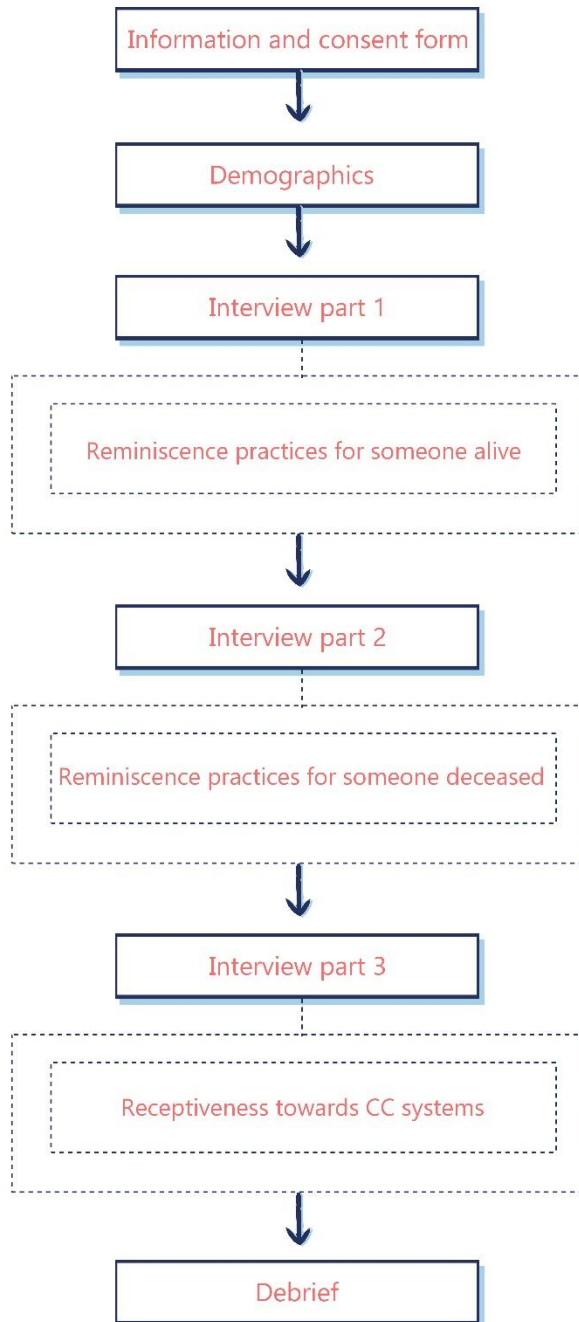 Information and consent form
Demographics
Interview part 1
Reminiscence practices for someone alive
Interview part 2
Reminiscence practices for someone deceased
Interview part 3
Receptiveness towards CC systems
Debrief